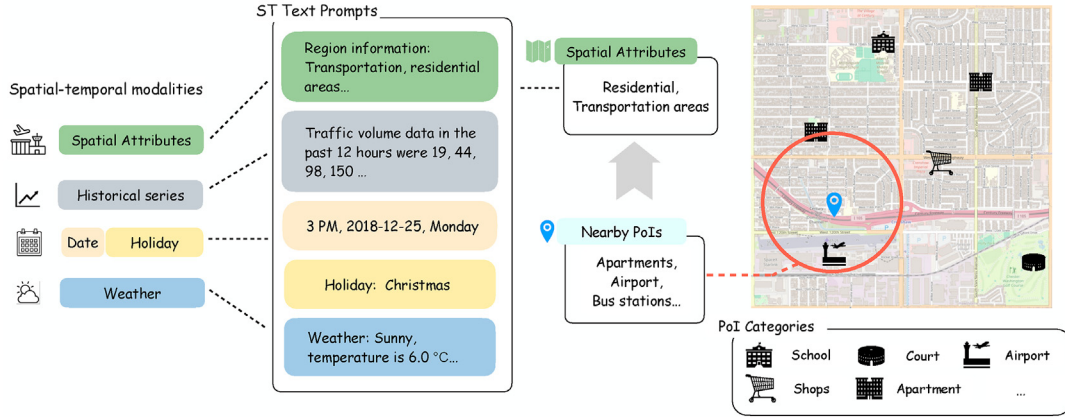 ST Text Prompts
Spatial-temporal modalities
Spatial Attributes
Historical series
Date
Holiday
Weather
Region information:
Transportation, residential
areas...
Traffic volume data in the
past 12 hours were 19, 44,
98, 150 ...
3 PM, 2018-12-25, Monday
Holiday: Christmas
Weather: Sunny,
temperature is 6.0 °C...
Spatial Attributes
Residential,
Transportation areas
Nearby PoIs
Apartments,
Airport,
Bus stations...
PoI Categories
School
Court
Airport
Shops
Apartment
...